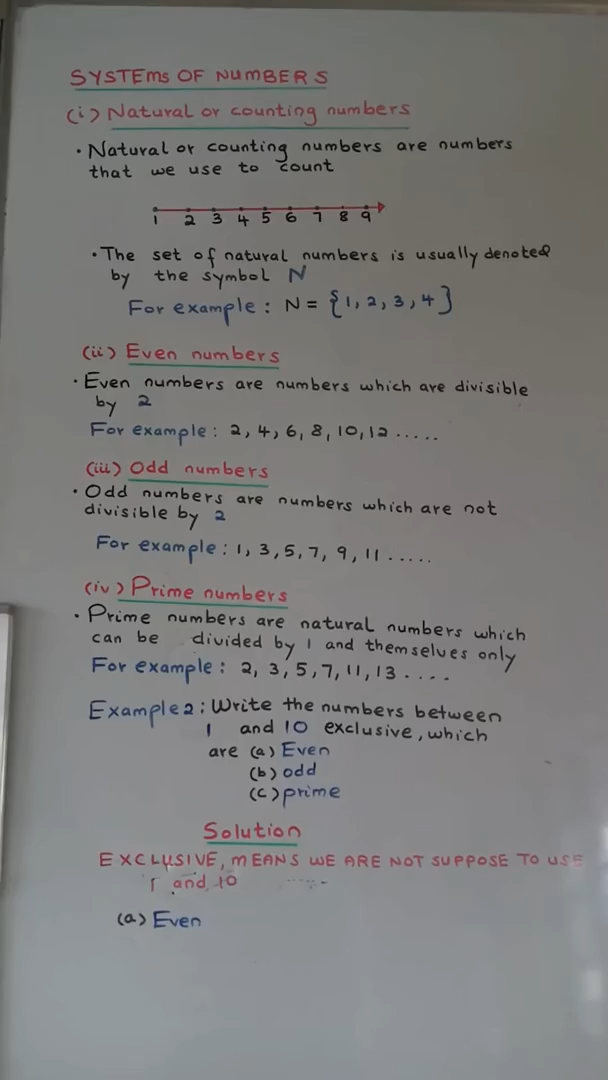 SYSTEMS OF NUMBERS
(i) Natural or counting numbers
• Natural or counting numbers are numbers
that we use to count
1 2 3 4 5 6 7 8 9
• The set of natural numbers is usually denoted
by the symbol N
For example : N = {1, 2, 3, 4}
(ii) Even numbers
• Even numbers are numbers which are divisible
by 2
For example : 2, 4, 6, 8, 10, 12 .....
(iii) Odd numbers
• Odd numbers are numbers which are not
divisible by 2
For example : 1, 3, 5, 7, 9, 11 .....
(iv) Prime numbers
• Prime numbers are natural numbers which
can be divided by 1 and themselves only
For example : 2, 3, 5, 7, 11, 13 ....
Example 2 : Write the numbers between
1 and 10 exclusive, which
are (a) Even
(b) odd
(c) prime
Solution
EXCLUSIVE, MEANS WE ARE NOT SUPPOSE TO USE
1 and 10
(a) Even